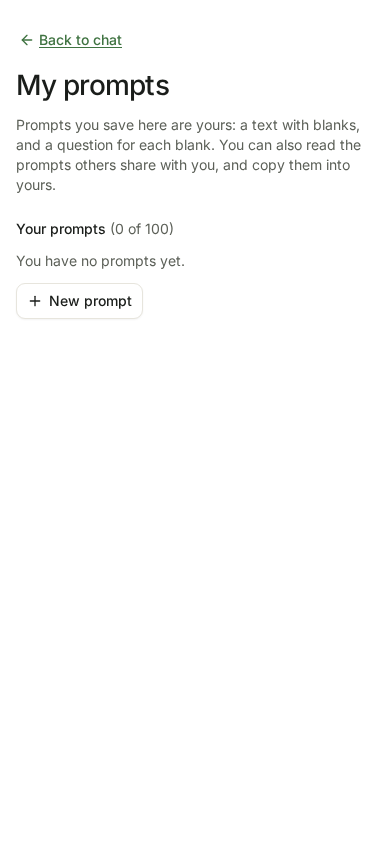 Back to chat
My prompts
Prompts you save here are yours: a text with blanks,
and a question for each blank. You can also read the
prompts others share with you, and copy them into
yours.
Your prompts (0 of 100)
You have no prompts yet.
New prompt